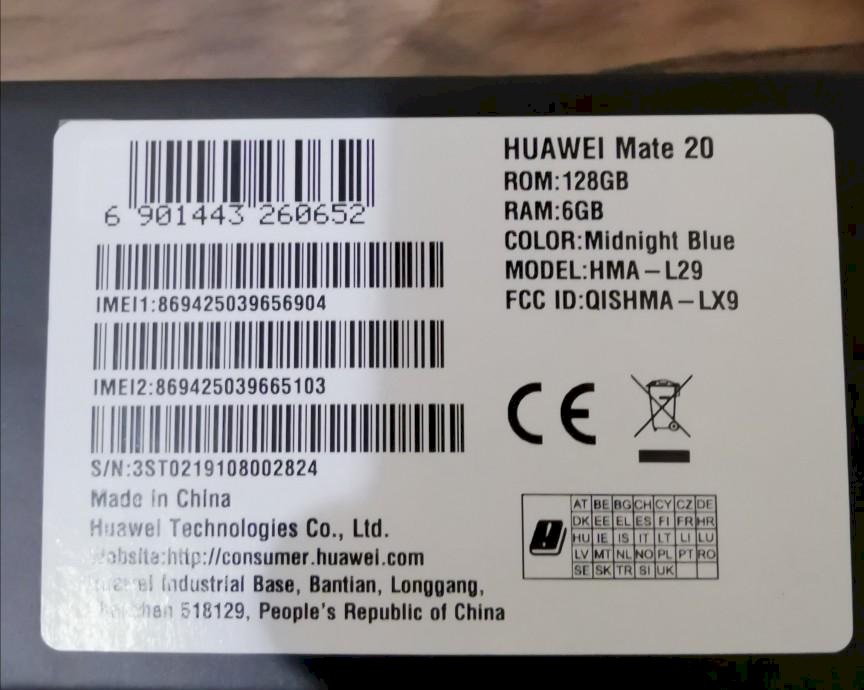 6 901443 260652
IMEI1:869425039656904
IMEI2:869425039665103
S/N:3ST0219108002824
Made in China
Huawei Technologies Co., Ltd.
Website:http://consumer.huawei.com
Huawei Industrial Base, Bantian, Longgang,
Shenzhen 518129, People's Republic of China
HUAWEI Mate 20
ROM:128GB
RAM:6GB
COLOR:Midnight Blue
MODEL:HMA-L29
FCC ID:QISHMA-LX9
CE
AT BE BG CH CY CZ DE
DK EE EL ES FI FR HR
HU IE IS IT LT LI LU
LV MT NL NO PL PT RO
SE SK TR SI UK